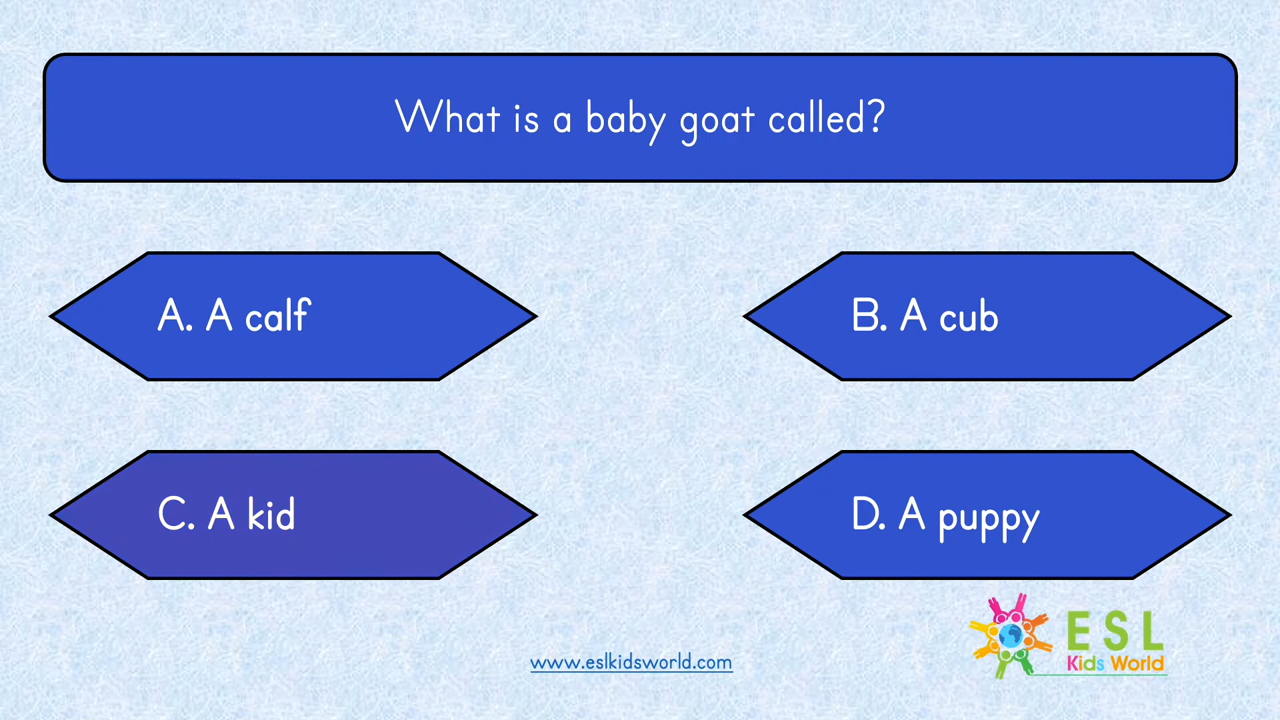 What is a baby goat called?
A. A calf
B. A cub
C. A kid
D. A puppy
ESL
Kids World
www.eslkidsworld.com